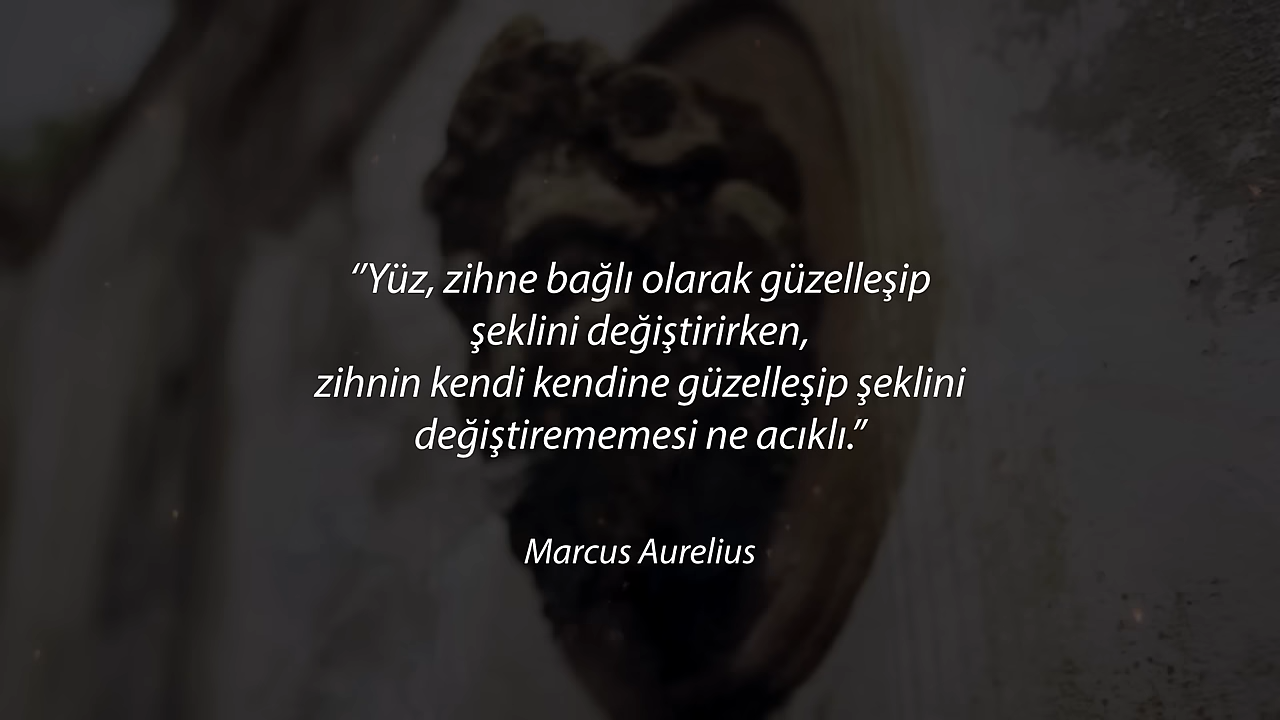 ‘’Yüz, zihne bağlı olarak güzelleşip
şeklini değiştirirken,
zihnin kendi kendine güzelleşip şeklini
değiştirememesi ne acıklı.’’
Marcus Aurelius